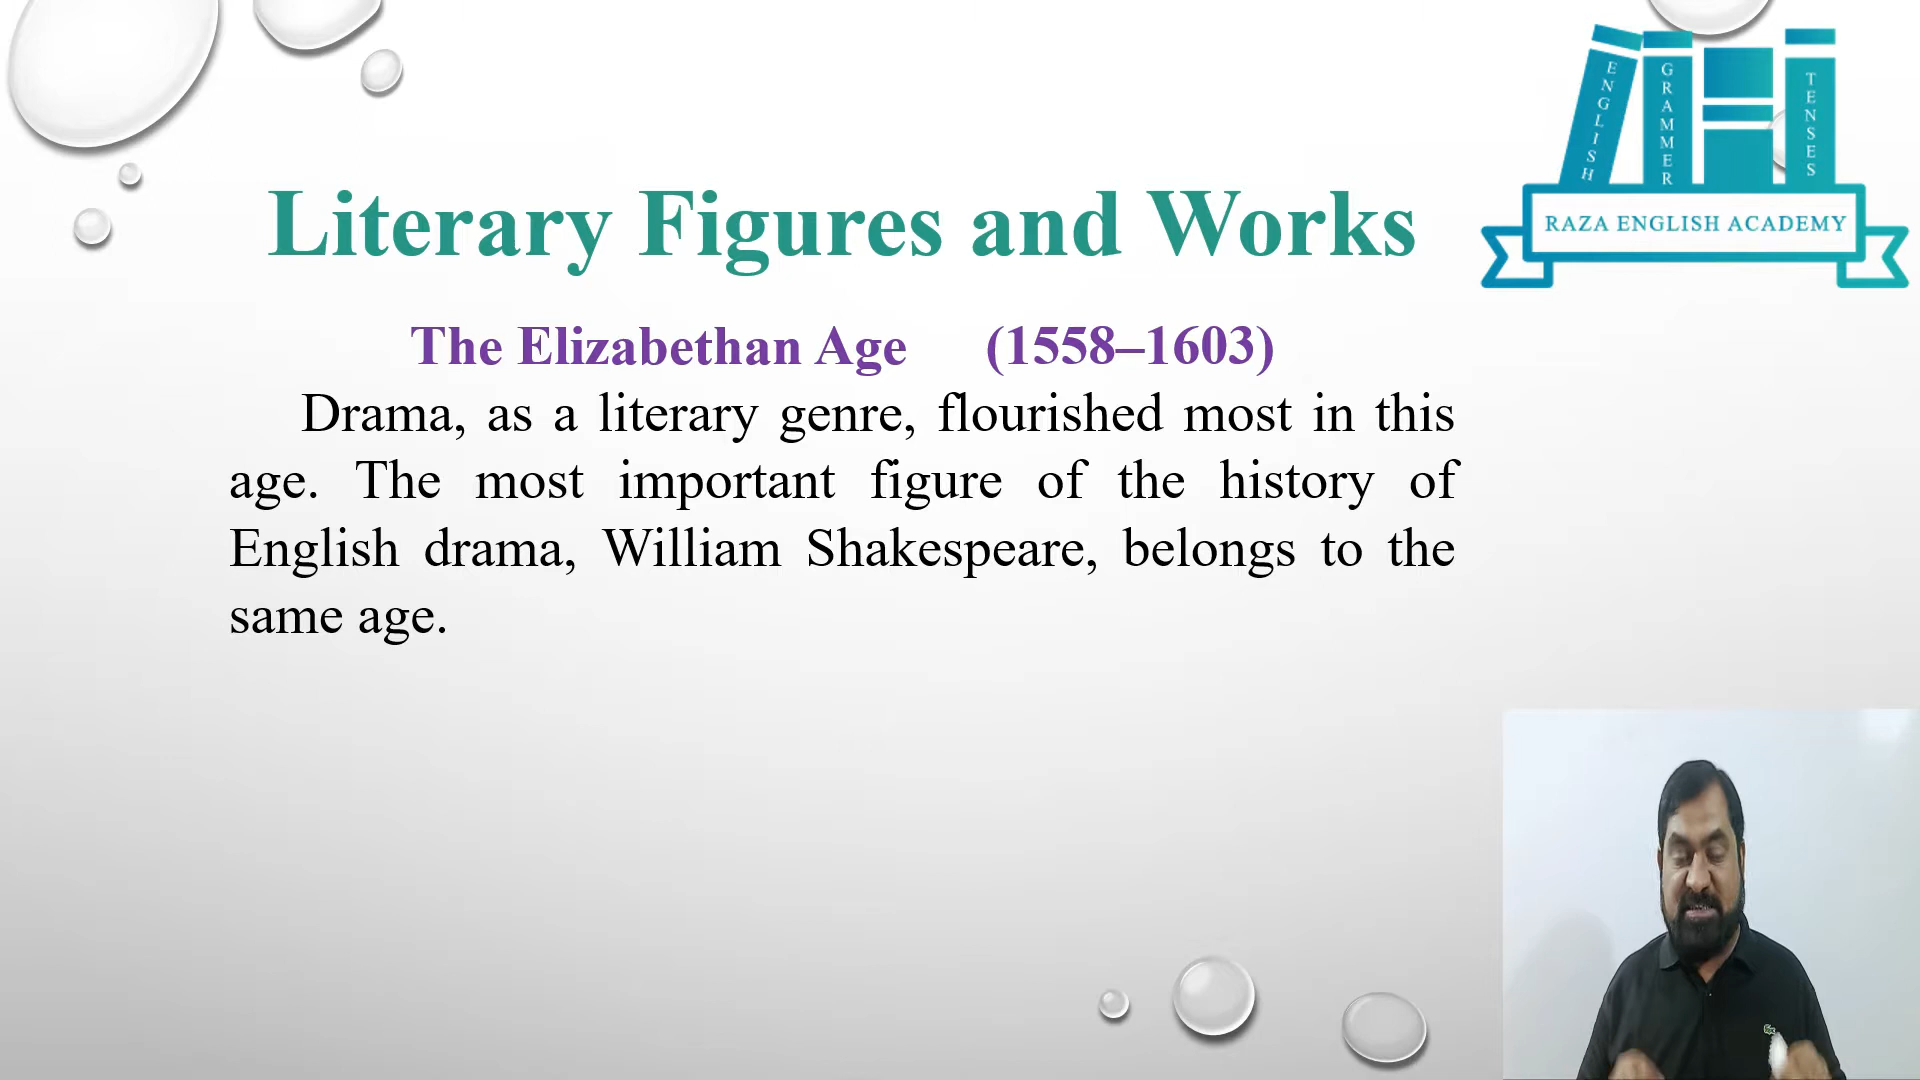 ENGLISH
GRAMMER
TENSES
RAZA ENGLISH ACADEMY
Literary Figures and Works
The Elizabethan Age (1558–1603)
Drama, as a literary genre, flourished most in this
age. The most important figure of the history of
English drama, William Shakespeare, belongs to the
same age.